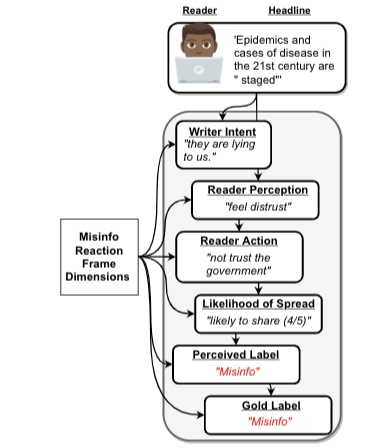 Reader Headline
'Epidemics and
cases of disease in
the 21st century are
" staged"'
Writer Intent
"they are lying
to us."
Reader Perception
"feel distrust"
Reader Action
"not trust the
government"
Misinfo
Reaction
Frame
Dimensions
Likelihood of Spread
"likely to share (4/5)"
Perceived Label
"Misinfo"
Gold Label
"Misinfo"